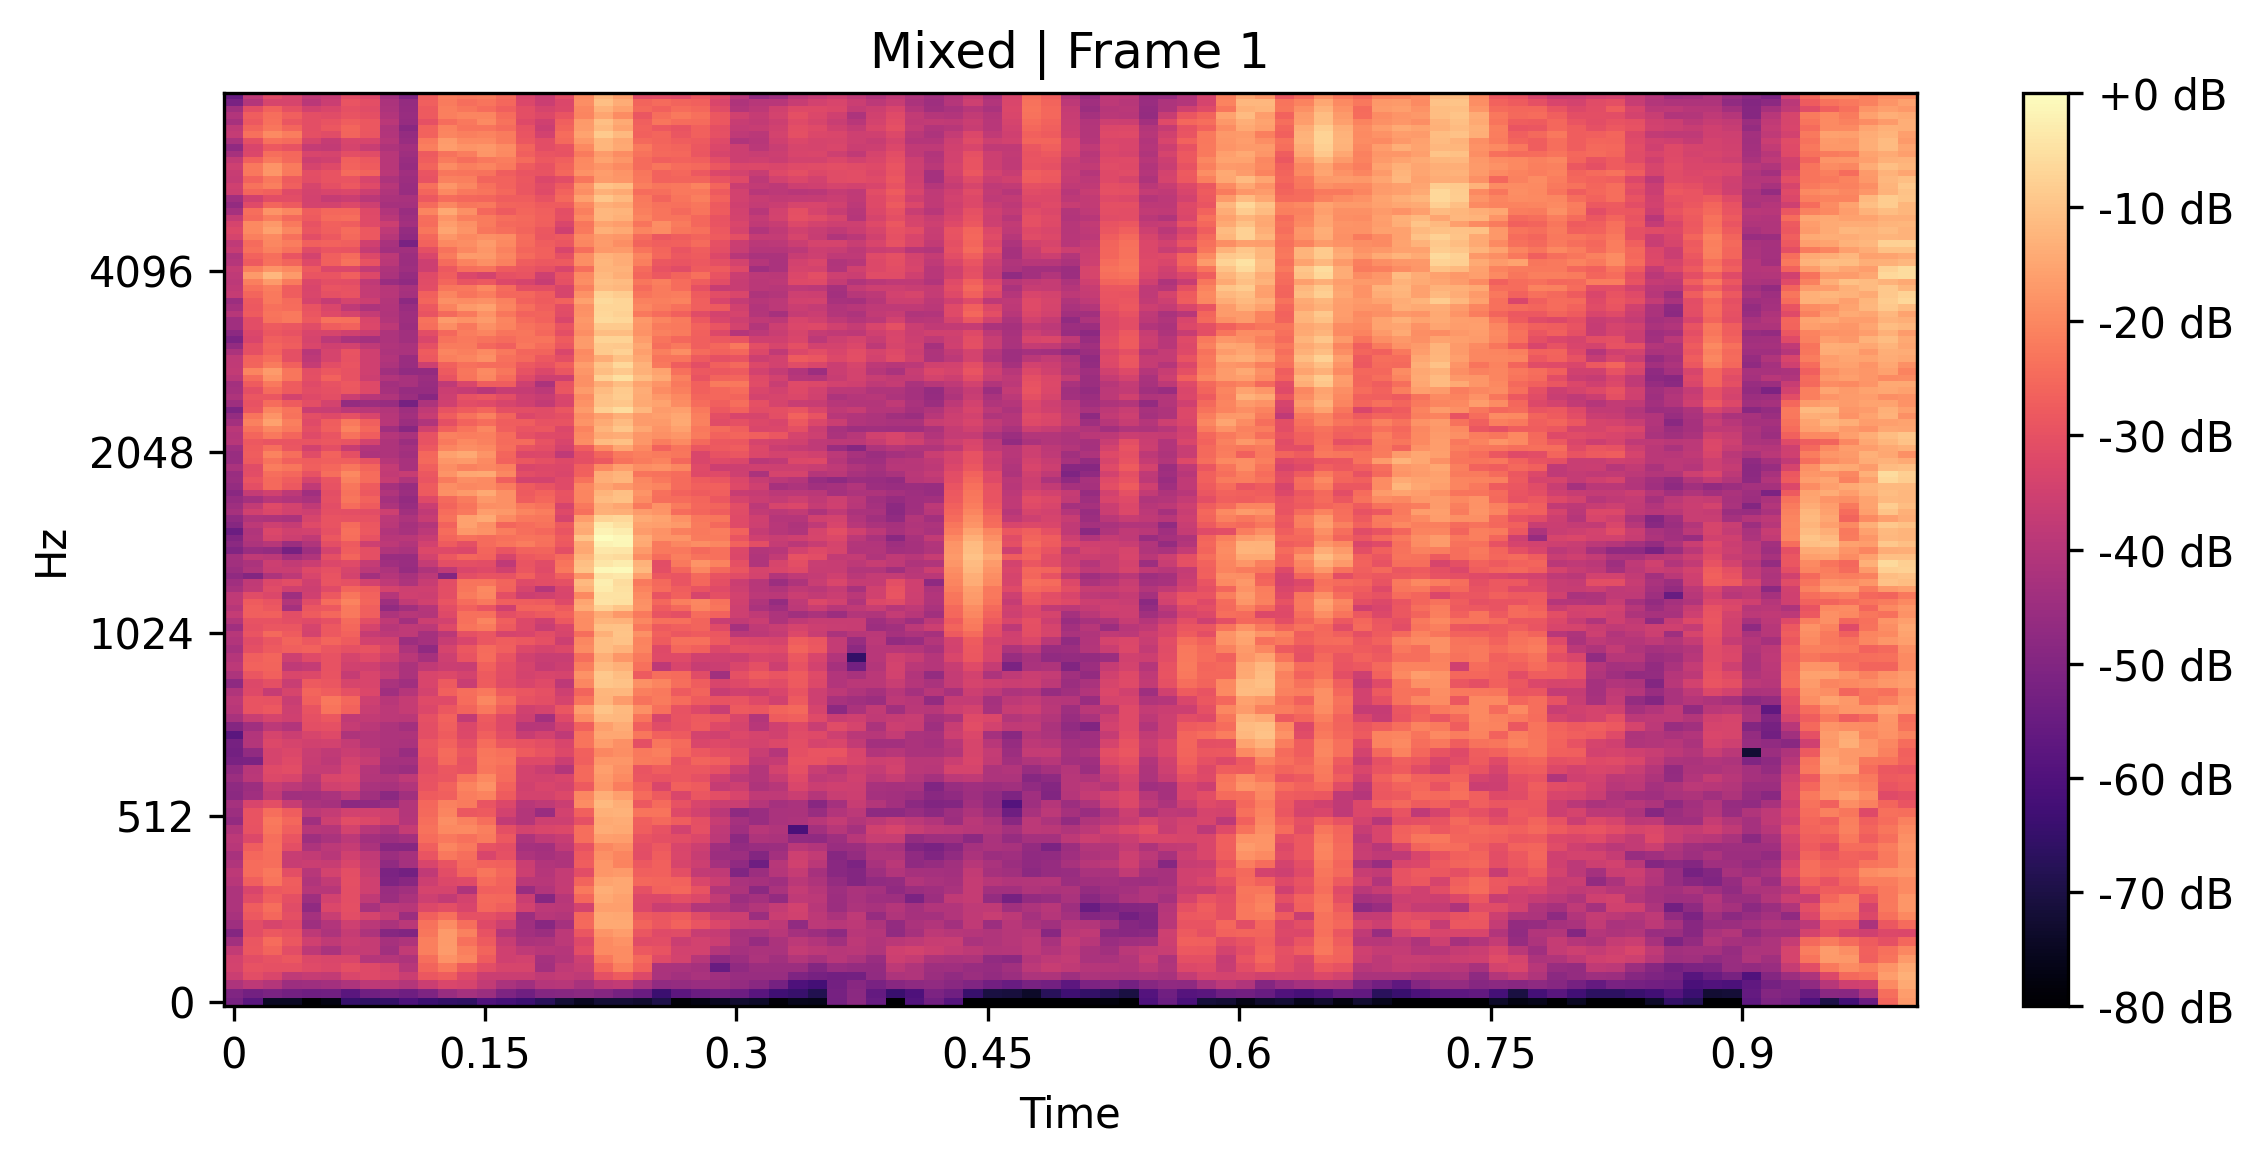 Mixed | Frame 1
+0 dB
-10 dB
-20 dB
-30 dB
-40 dB
-50 dB
-60 dB
-70 dB
-80 dB
Hz
4096
2048
1024
512
0
0 0.15 0.3 0.45 0.6 0.75 0.9
Time